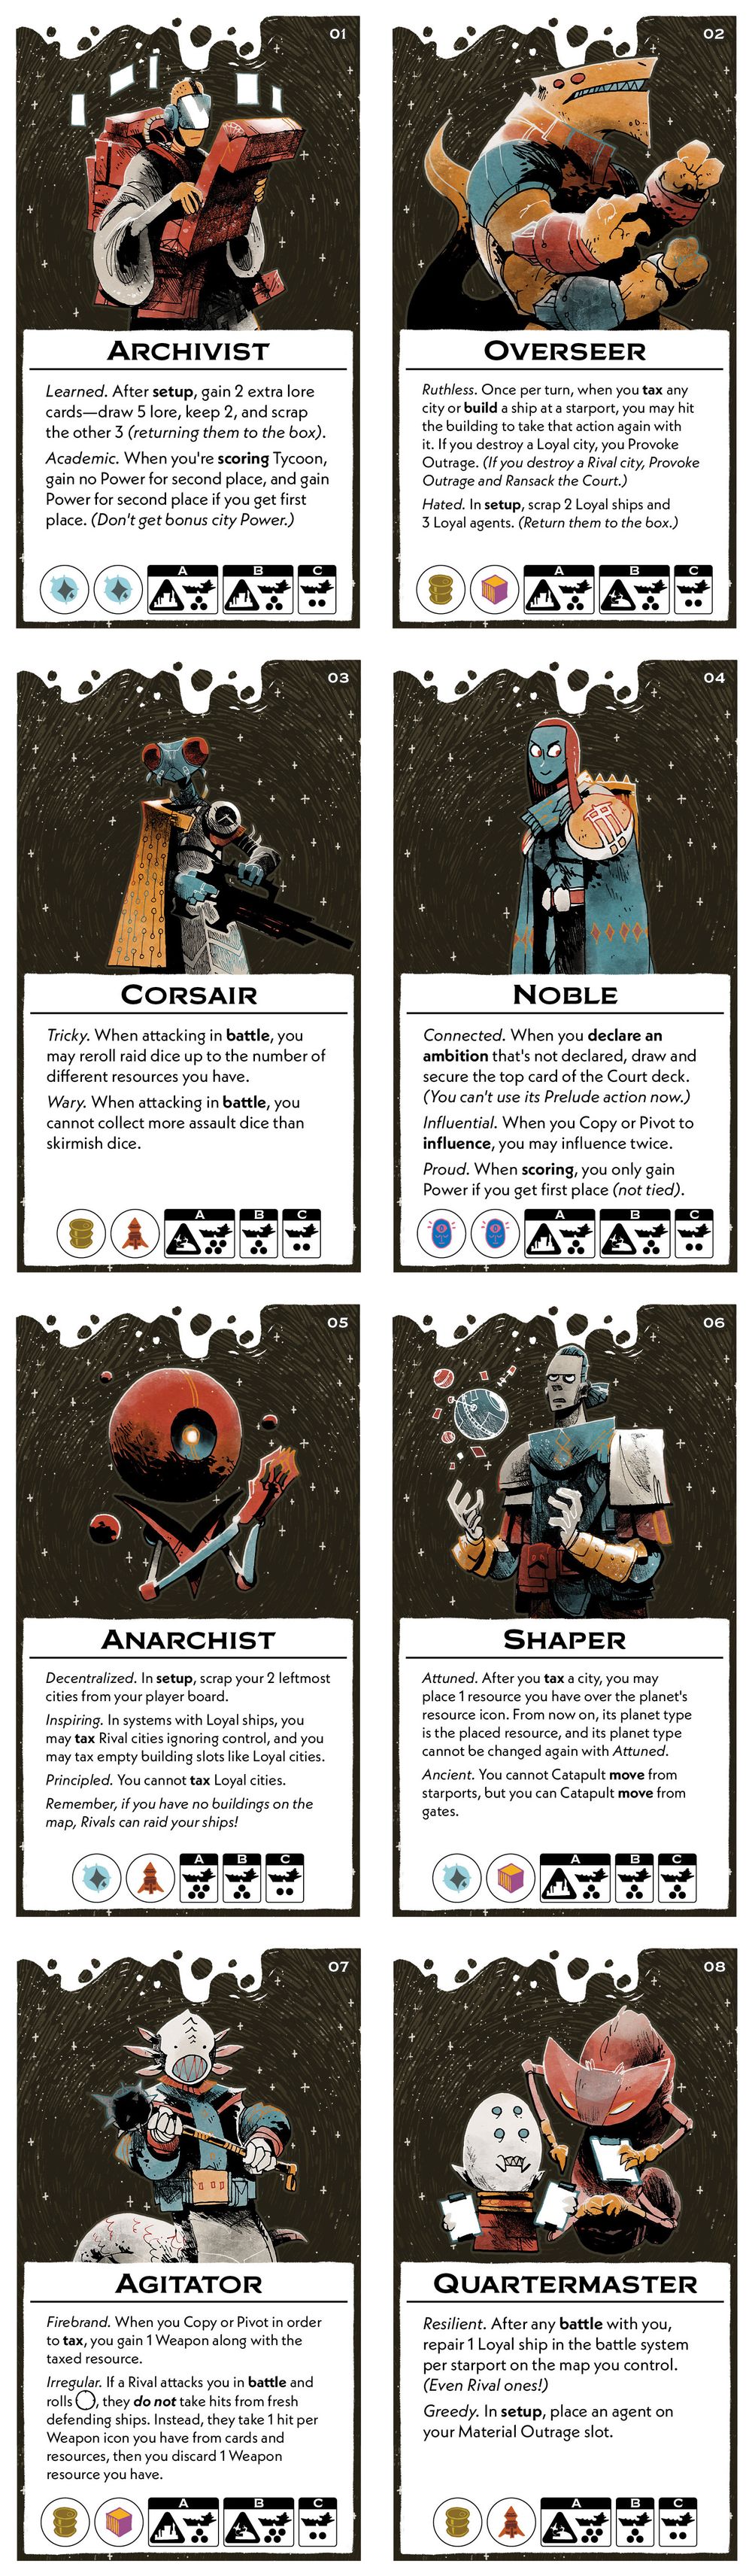 01
ARCHIVIST
Learned. After setup, gain 2 extra lore
cards—draw 5 lore, keep 2, and scrap
the other 3 (returning them to the box).
Academic. When you're scoring Tycoon,
gain no Power for second place, and gain
Power for second place if you get first
place. (Don't get bonus city Power.)
A B C
02
OVERSEER
Ruthless. Once per turn, when you tax any
city or build a ship at a starport, you may hit
the building to take that action again with
it. If you destroy a Loyal city, you Provoke
Outrage. (If you destroy a Rival city, Provoke
Outrage and Ransack the Court.)
Hated. In setup, scrap 2 Loyal ships and
3 Loyal agents. (Return them to the box.)
A B C
03
CORSAIR
Tricky. When attacking in battle, you
may reroll raid dice up to the number of
different resources you have.
Wary. When attacking in battle, you
cannot collect more assault dice than
skirmish dice.
A B C
04
NOBLE
Connected. When you declare an
ambition that's not declared, draw and
secure the top card of the Court deck.
(You can't use its Prelude action now.)
Influential. When you Copy or Pivot to
influence, you may influence twice.
Proud. When scoring, you only gain
Power if you get first place (not tied).
A B C
05
ANARCHIST
Decentralized. In setup, scrap your 2 leftmost
cities from your player board.
Inspiring. In systems with Loyal ships, you
may tax Rival cities ignoring control, and you
may tax empty building slots like Loyal cities.
Principled. You cannot tax Loyal cities.
Remember, if you have no buildings on the
map, Rivals can raid your ships!
A B C
06
SHAPER
Attuned. After you tax a city, you may
place 1 resource you have over the planet's
resource icon. From now on, its planet type
is the placed resource, and its planet type
cannot be changed again with Attuned.
Ancient. You cannot Catapult move from
starports, but you can Catapult move from
gates.
A B C
07
AGITATOR
Firebrand. When you Copy or Pivot in order
to tax, you gain 1 Weapon along with the
taxed resource.
Irregular. If a Rival attacks you in battle and
rolls , they do not take hits from fresh
defending ships. Instead, they take 1 hit per
Weapon icon you have from cards and
resources, then you discard 1 Weapon
resource you have.
A B C
08
QUARTERMASTER
Resilient. After any battle with you,
repair 1 Loyal ship in the battle system
per starport on the map you control.
(Even Rival ones!)
Greedy. In setup, place an agent on
your Material Outrage slot.
A B C